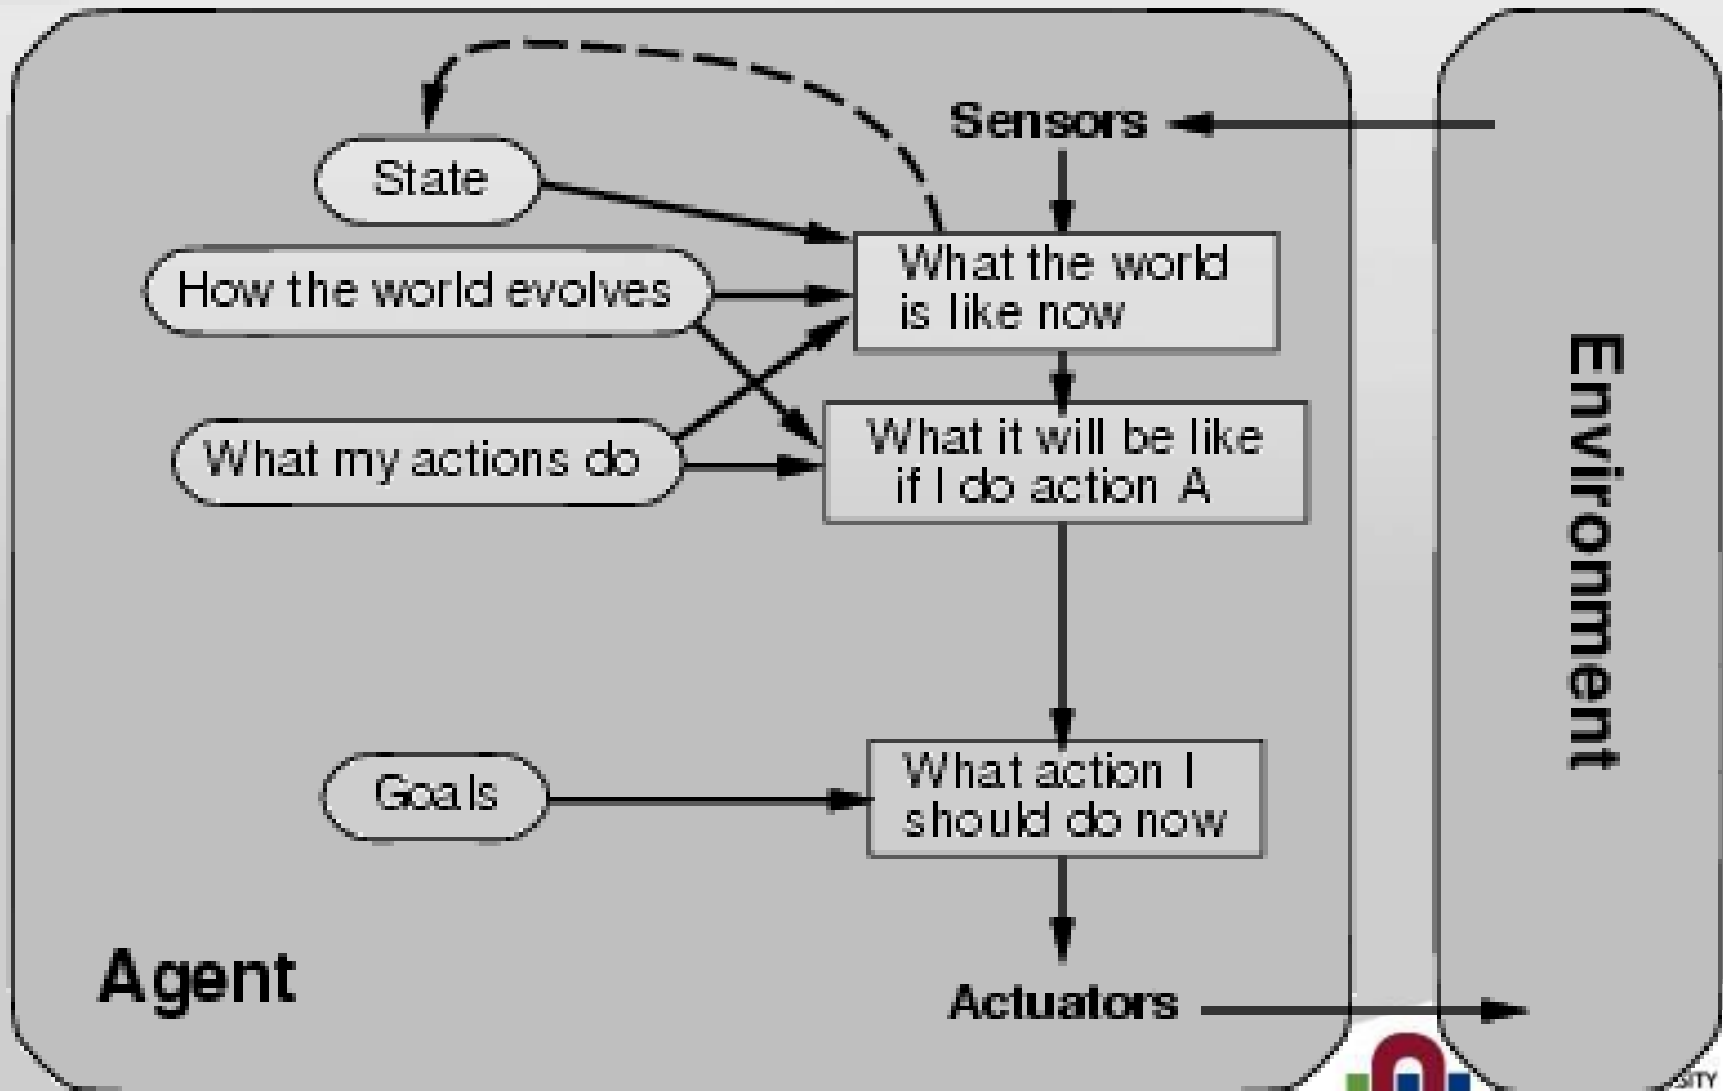 Sensors
State
What the world
is like now
How the world evolves
What my actions do
What it will be like
if I do action A
Environment
Goals
What action I
should do now
Agent
Actuators